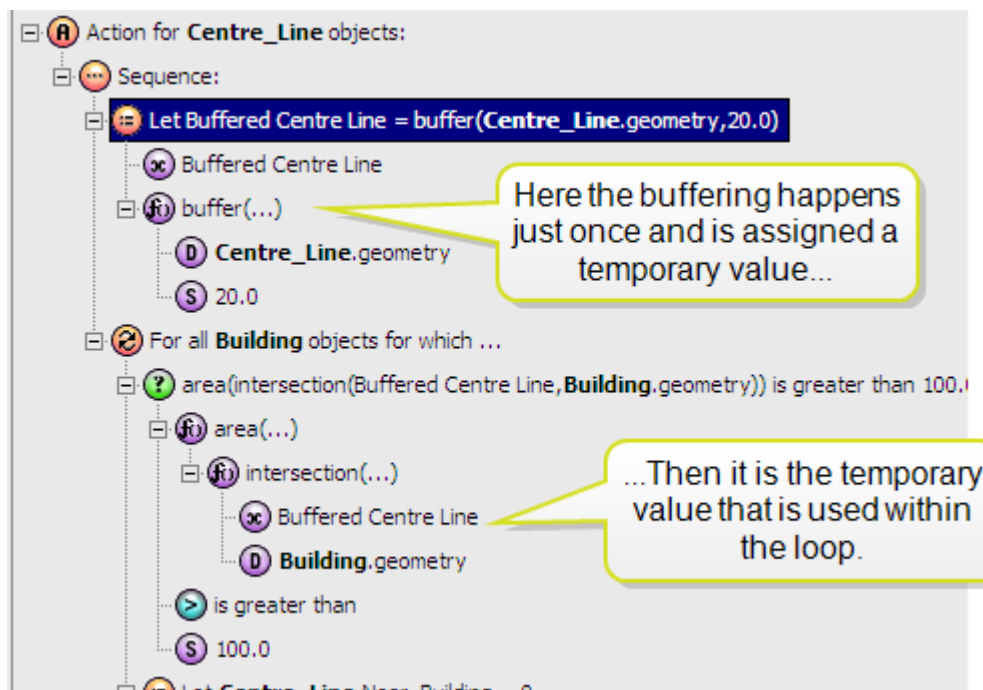 Action for Centre_Line objects:
Sequence:
Let Buffered Centre Line = buffer(Centre_Line.geometry,20.0)
Buffered Centre Line
buffer(...)
Here the buffering happens
just once and is assigned a
temporary value...
Centre_Line.geometry
20.0
For all Building objects for which ...
area(intersection(Buffered Centre Line,Building.geometry)) is greater than 100.
area(...)
intersection(...)
...Then it is the temporary
value that is used within
the loop.
Buffered Centre Line
Building.geometry
is greater than
100.0